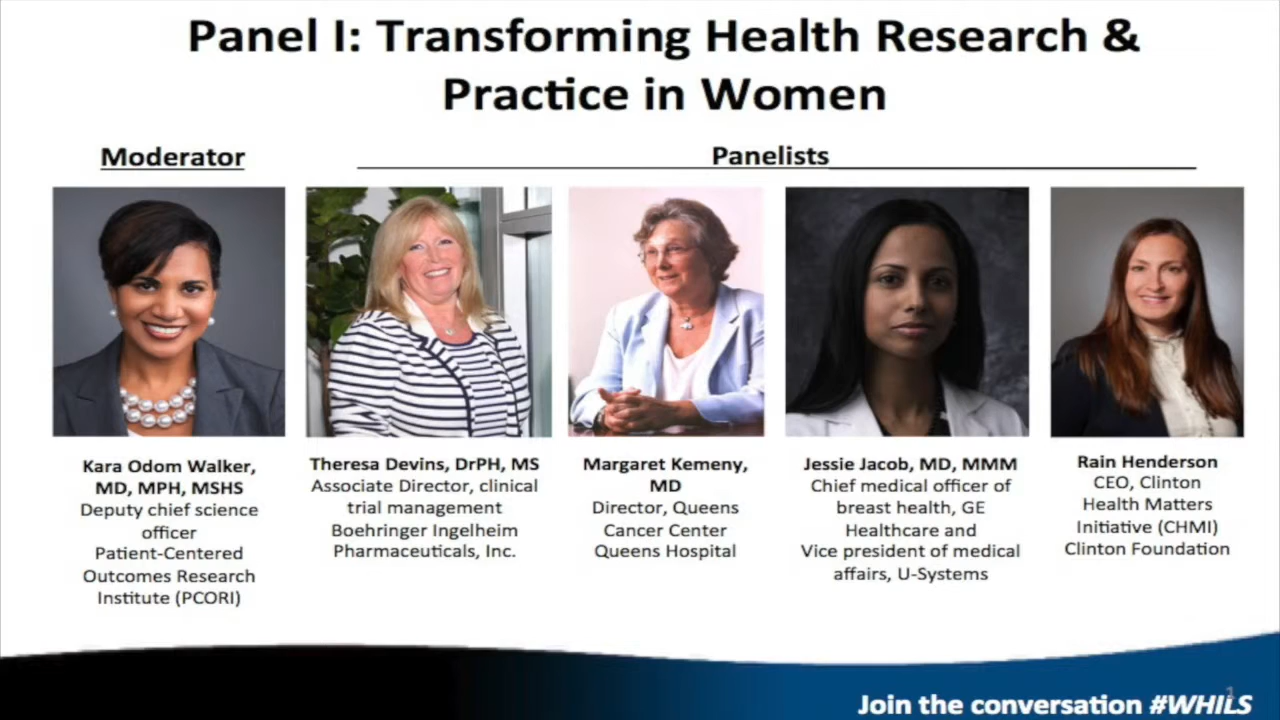 Panel I: Transforming Health Research &
Practice in Women
Moderator
Panelists
Kara Odom Walker,
MD, MPH, MSHS
Deputy chief science
officer
Patient-Centered
Outcomes Research
Institute (PCORI)
Theresa Devins, DrPH, MS
Associate Director, clinical
trial management
Boehringer Ingelheim
Pharmaceuticals, Inc.
Margaret Kemeny,
MD
Director, Queens
Cancer Center
Queens Hospital
Jessie Jacob, MD, MMM
Chief medical officer of
breast health, GE
Healthcare and
Vice president of medical
affairs, U-Systems
Rain Henderson
CEO, Clinton
Health Matters
Initiative (CHMI)
Clinton Foundation
1
Join the conversation #WHILS